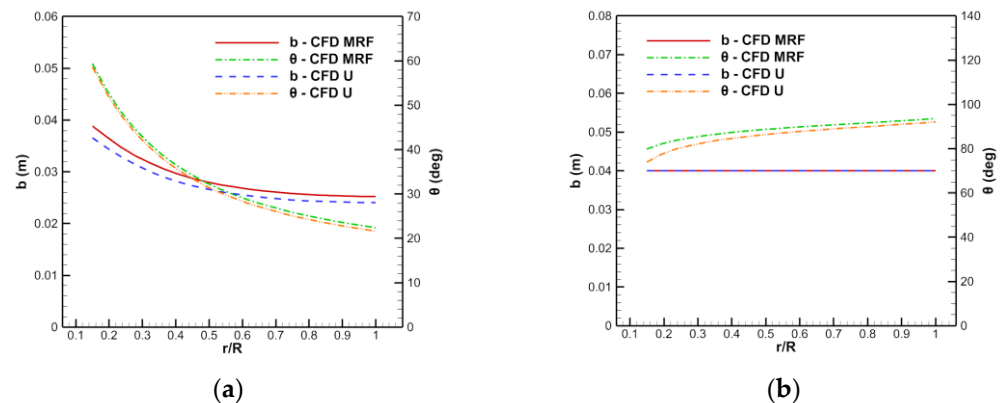 0.06
0.05
0.04
0.03
0.02
0.01
0
b (m)
70
60
50
40
30
20
10
0
θ (deg)
b - CFD MRF
θ - CFD MRF
b - CFD U
θ - CFD U
0.1 0.2 0.3 0.4 0.5 0.6 0.7 0.8 0.9 1
r/R
(a)
0.08
0.07
0.06
0.05
0.04
0.03
0.02
0.01
0
b (m)
140
120
100
80
60
40
20
0
θ (deg)
b - CFD MRF
θ - CFD MRF
b - CFD U
θ - CFD U
0.1 0.2 0.3 0.4 0.5 0.6 0.7 0.8 0.9 1
r/R
(b)